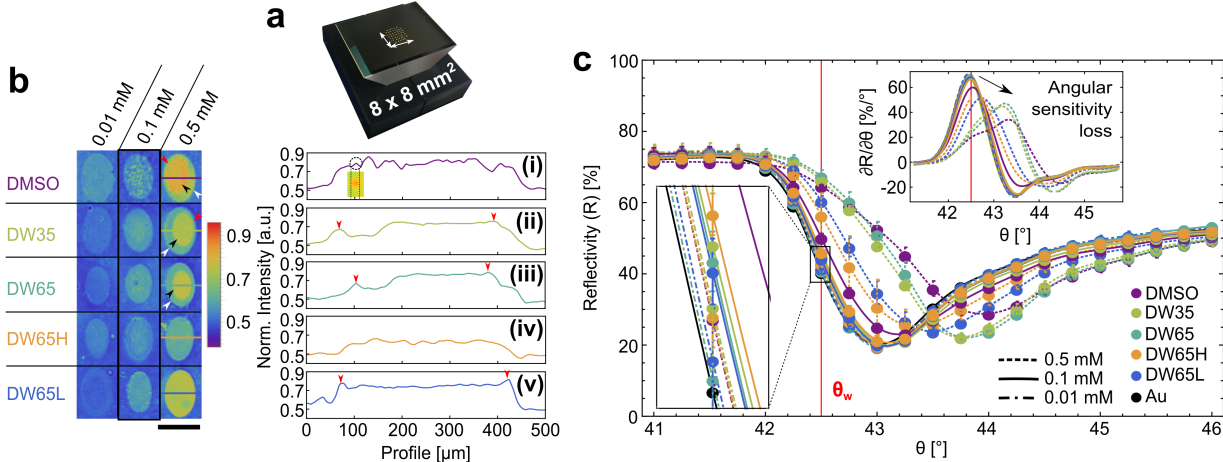 a
8 x 8 mm²
b
0.01 mM
0.1 mM
0.5 mM
DMSO
DW35
DW65
DW65H
DW65L
0.9
0.7
0.5
Norm. Intensity [a.u.]
0.9
0.7
0.5
(i)
0.9
0.7
0.5
(ii)
0.9
0.7
0.5
(iii)
0.9
0.7
0.5
(iv)
0.9
0.7
0.5
(v)
0 100 200 300 400 500
Profile [µm]
c
Reflectivity (R) [%]
100
80
60
40
20
0
41 42 43 44 45 46
θ [°]
θw
∂R/∂θ [%/°]
60
40
20
0
-20
42 43 44 45
θ [°]
Angular
sensitivity
loss
0.5 mM
0.1 mM
0.01 mM
DMSO
DW35
DW65
DW65H
DW65L
Au